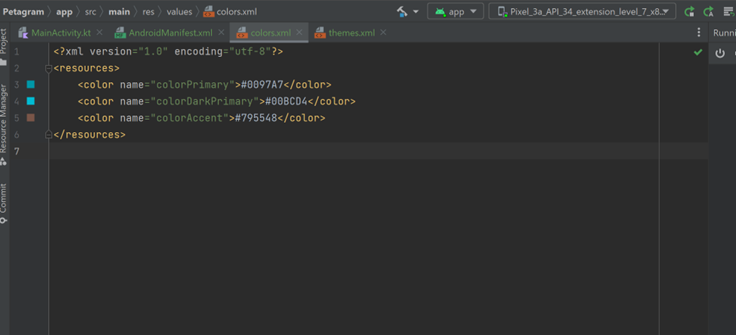 Petagram app src main res values colors.xml app Pixel_3a_API_34_extension_level_7_x8...
MainActivity.kt AndroidManifest.xml colors.xml themes.xml Runni
Project
Resource Manager
Commit
1 <?xml version="1.0" encoding="utf-8"?>
2 <resources>
3 <color name="colorPrimary">#0097A7</color>
4 <color name="colorDarkPrimary">#00BCD4</color>
5 <color name="colorAccent">#795548</color>
6 </resources>
7